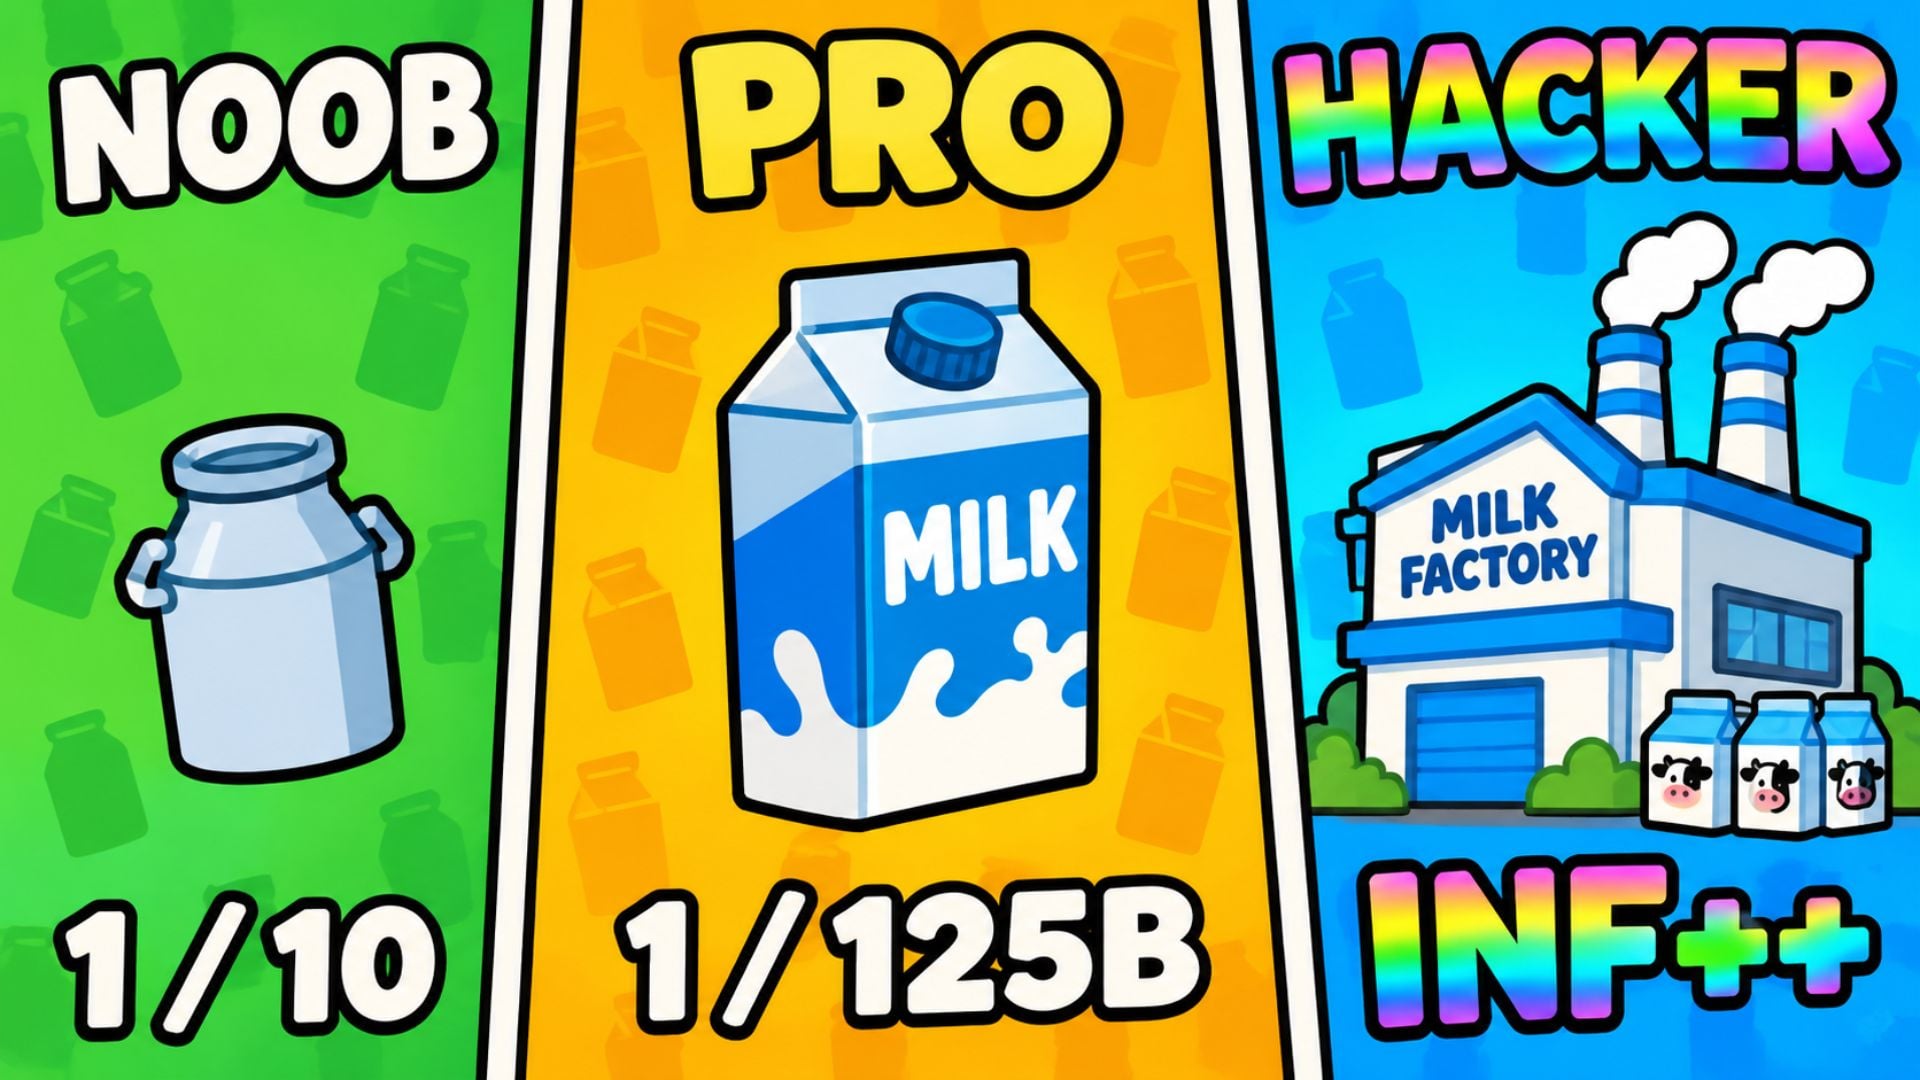 NOOB
PRO
HACKER
MILK
MILK
FACTORY
1/10
1/125B
INF++